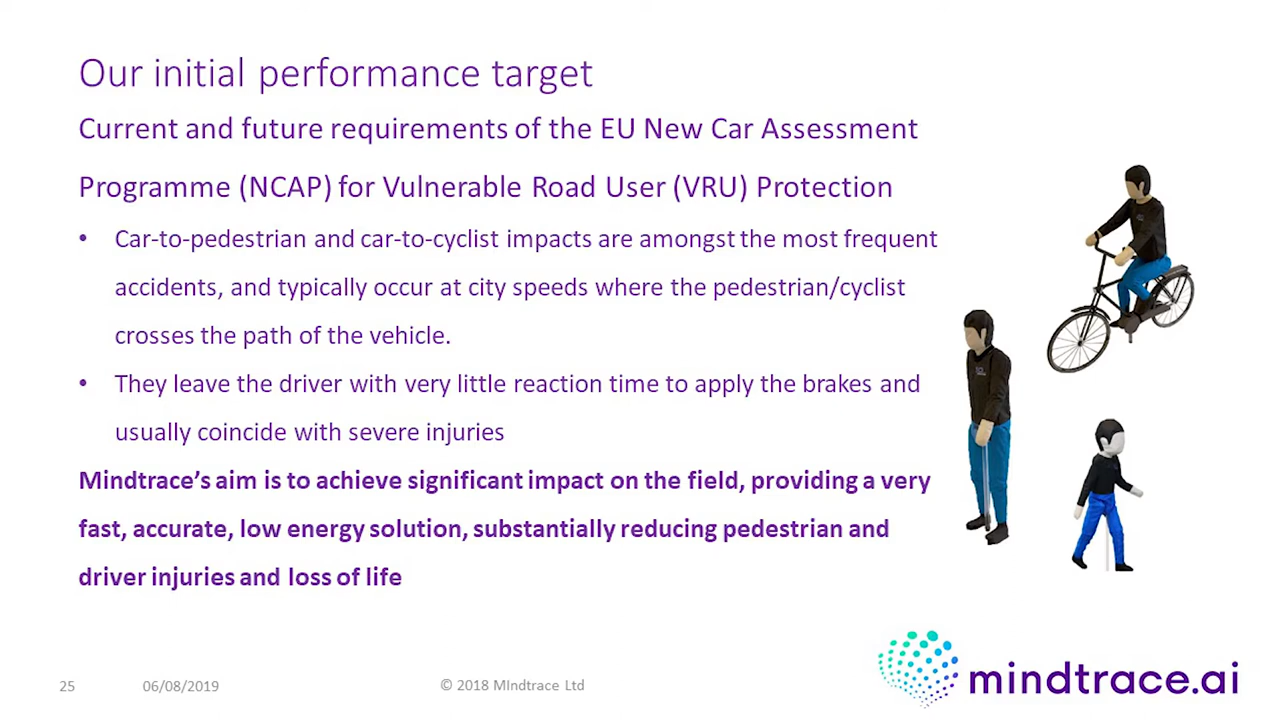 Our initial performance target
Current and future requirements of the EU New Car Assessment
Programme (NCAP) for Vulnerable Road User (VRU) Protection
• Car-to-pedestrian and car-to-cyclist impacts are amongst the most frequent
accidents, and typically occur at city speeds where the pedestrian/cyclist
crosses the path of the vehicle.
• They leave the driver with very little reaction time to apply the brakes and
usually coincide with severe injuries
Mindtrace’s aim is to achieve significant impact on the field, providing a very
fast, accurate, low energy solution, substantially reducing pedestrian and
driver injuries and loss of life
25 06/08/2019 © 2018 MIndtrace Ltd
mindtrace.ai